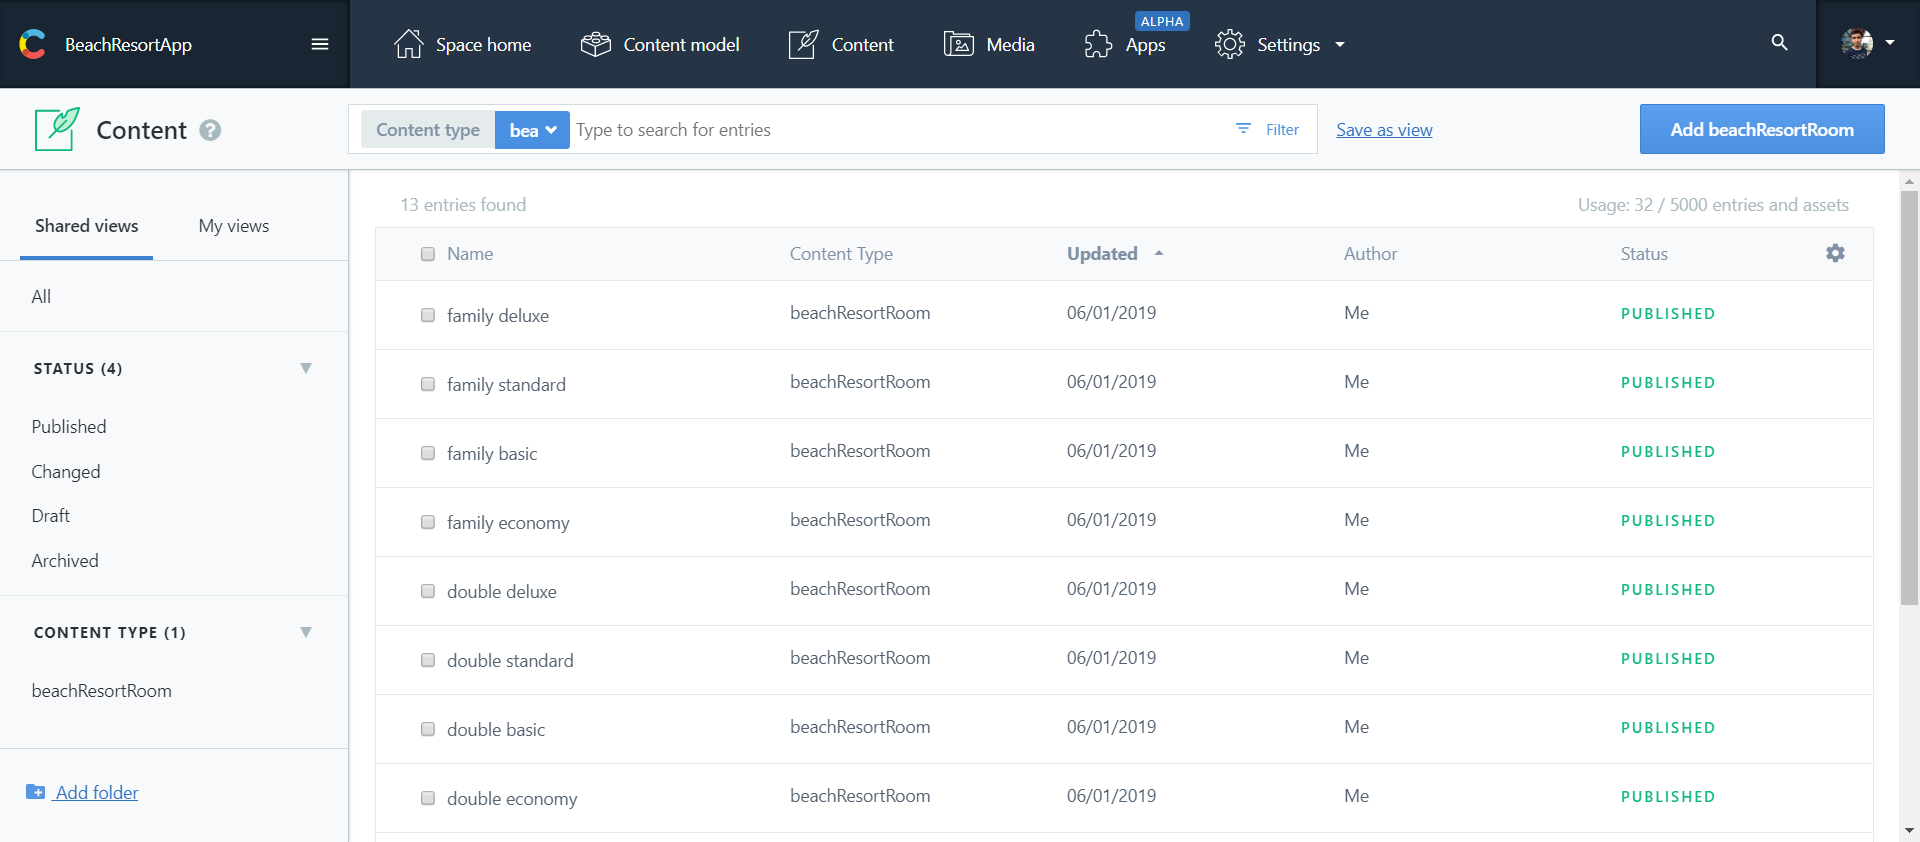 BeachResortApp
Space home
Content model
Content
Media
ALPHA
Apps
Settings
Content ?
Content type bea Type to search for entries Filter
Save as view
Add beachResortRoom
Shared views My views
All
STATUS (4)
Published
Changed
Draft
Archived
CONTENT TYPE (1)
beachResortRoom
Add folder
13 entries found Usage: 32 / 5000 entries and assets
Name Content Type Updated Author Status
family deluxe beachResortRoom 06/01/2019 Me PUBLISHED
family standard beachResortRoom 06/01/2019 Me PUBLISHED
family basic beachResortRoom 06/01/2019 Me PUBLISHED
family economy beachResortRoom 06/01/2019 Me PUBLISHED
double deluxe beachResortRoom 06/01/2019 Me PUBLISHED
double standard beachResortRoom 06/01/2019 Me PUBLISHED
double basic beachResortRoom 06/01/2019 Me PUBLISHED
double economy beachResortRoom 06/01/2019 Me PUBLISHED